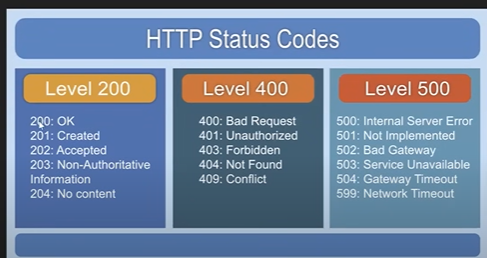 HTTP Status Codes
Level 200
200: OK
201: Created
202: Accepted
203: Non-Authoritative
Information
204: No content
Level 400
400: Bad Request
401: Unauthorized
403: Forbidden
404: Not Found
409: Conflict
Level 500
500: Internal Server Error
501: Not Implemented
502: Bad Gateway
503: Service Unavailable
504: Gateway Timeout
599: Network Timeout